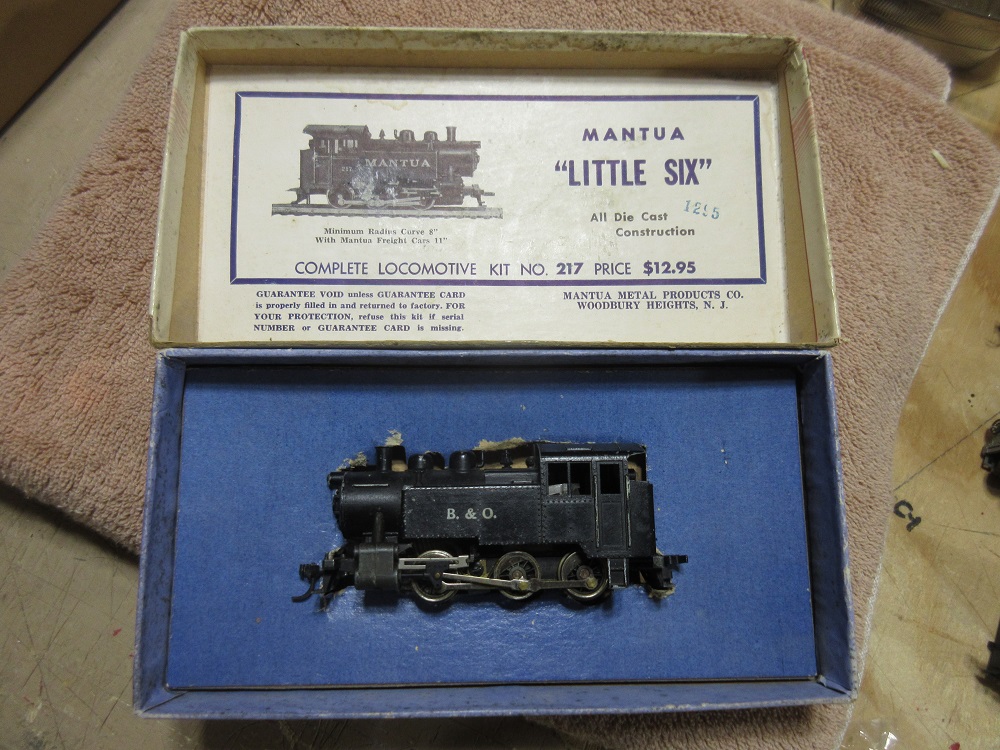 MANTUA
217
MANTUA
"LITTLE SIX"
All Die Cast
Construction
1295
Minimum Radius Curve 8"
With Mantua Freight Cars 11"
COMPLETE LOCOMOTIVE KIT NO. 217 PRICE $12.95
GUARANTEE VOID unless GUARANTEE CARD
is properly filled in and returned to factory. FOR
YOUR PROTECTION, refuse this kit if serial
NUMBER or GUARANTEE CARD is missing.
MANTUA METAL PRODUCTS CO.
WOODBURY HEIGHTS, N. J.
B. & O.